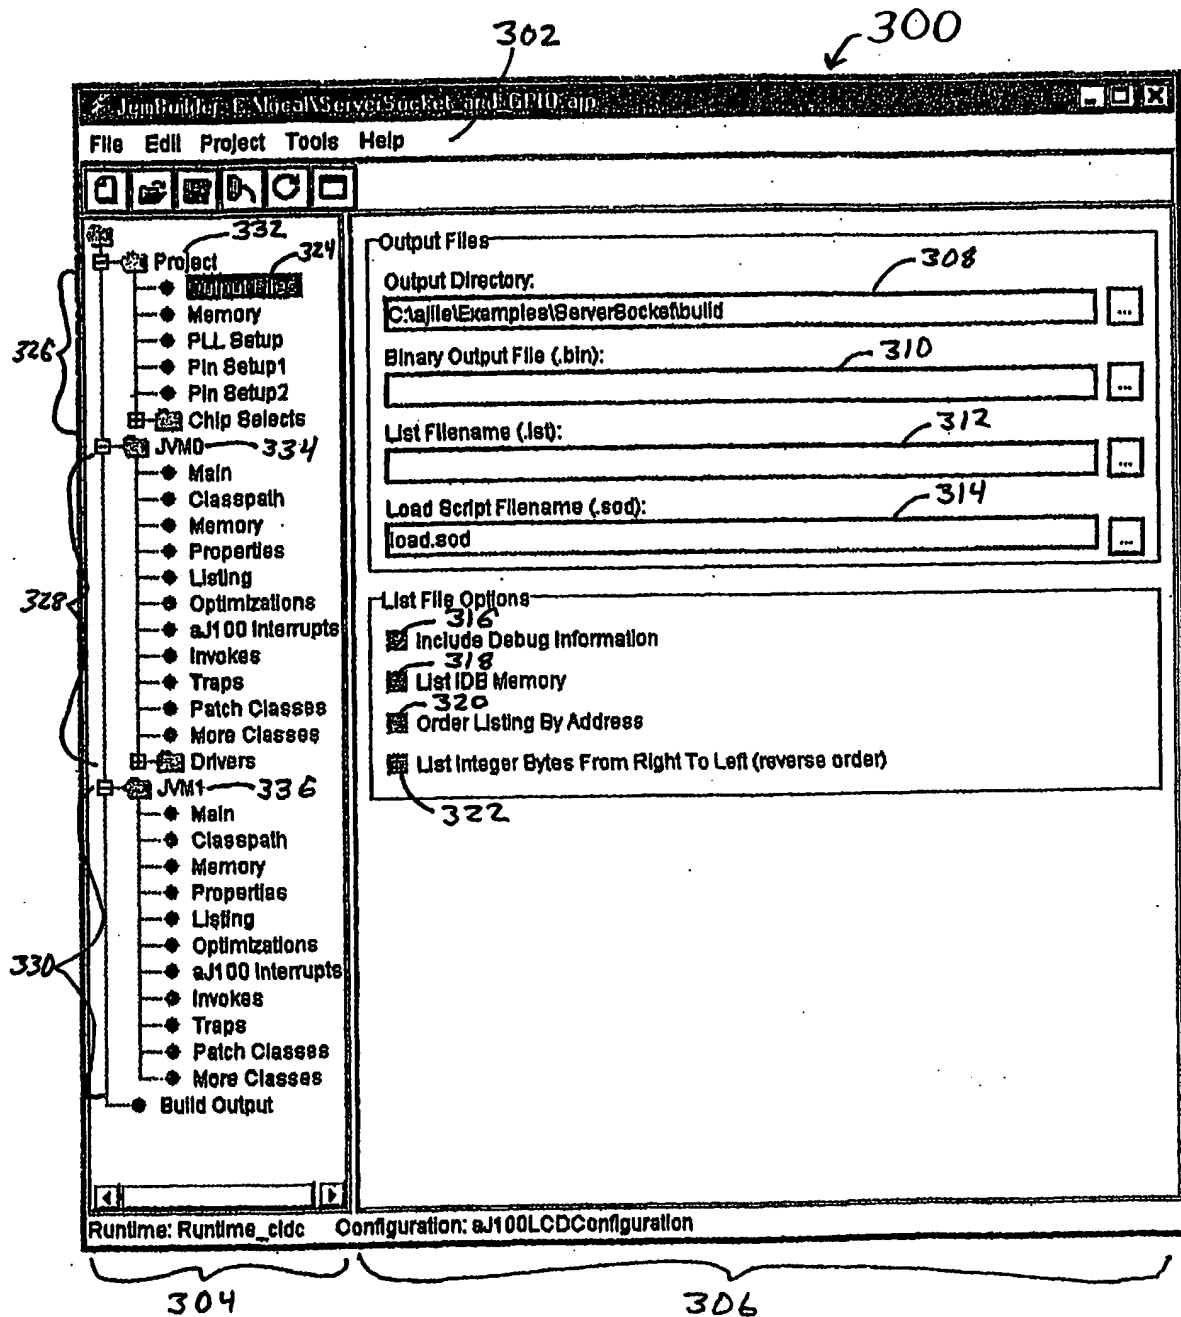 302
300
JemBuilder: C:\local\ServerSocket_and_GPIO.ajp
File Edit Project Tools Help
332
324
Project
Output Files
Memory
PLL Setup
Pin Setup1
Pin Setup2
Chip Selects
326
JVM0
334
Main
Classpath
Memory
Properties
Listing
Optimizations
aJ100 Interrupts
Invokes
Traps
Patch Classes
More Classes
Drivers
328
JVM1
336
Main
Classpath
Memory
Properties
Listing
Optimizations
aJ100 Interrupts
Invokes
Traps
Patch Classes
More Classes
330
Build Output
Output Files
308
Output Directory:
C:\ajile\Examples\ServerSocket\build
...
310
Binary Output File (.bin):
...
312
List Filename (.lst):
...
314
Load Script Filename (.sod):
load.sod
...
List File Options
316
Include Debug Information
318
List IDB Memory
320
Order Listing By Address
List Integer Bytes From Right To Left (reverse order)
322
Runtime: Runtime_cldc Configuration: aJ100LCDConfiguration
304
306